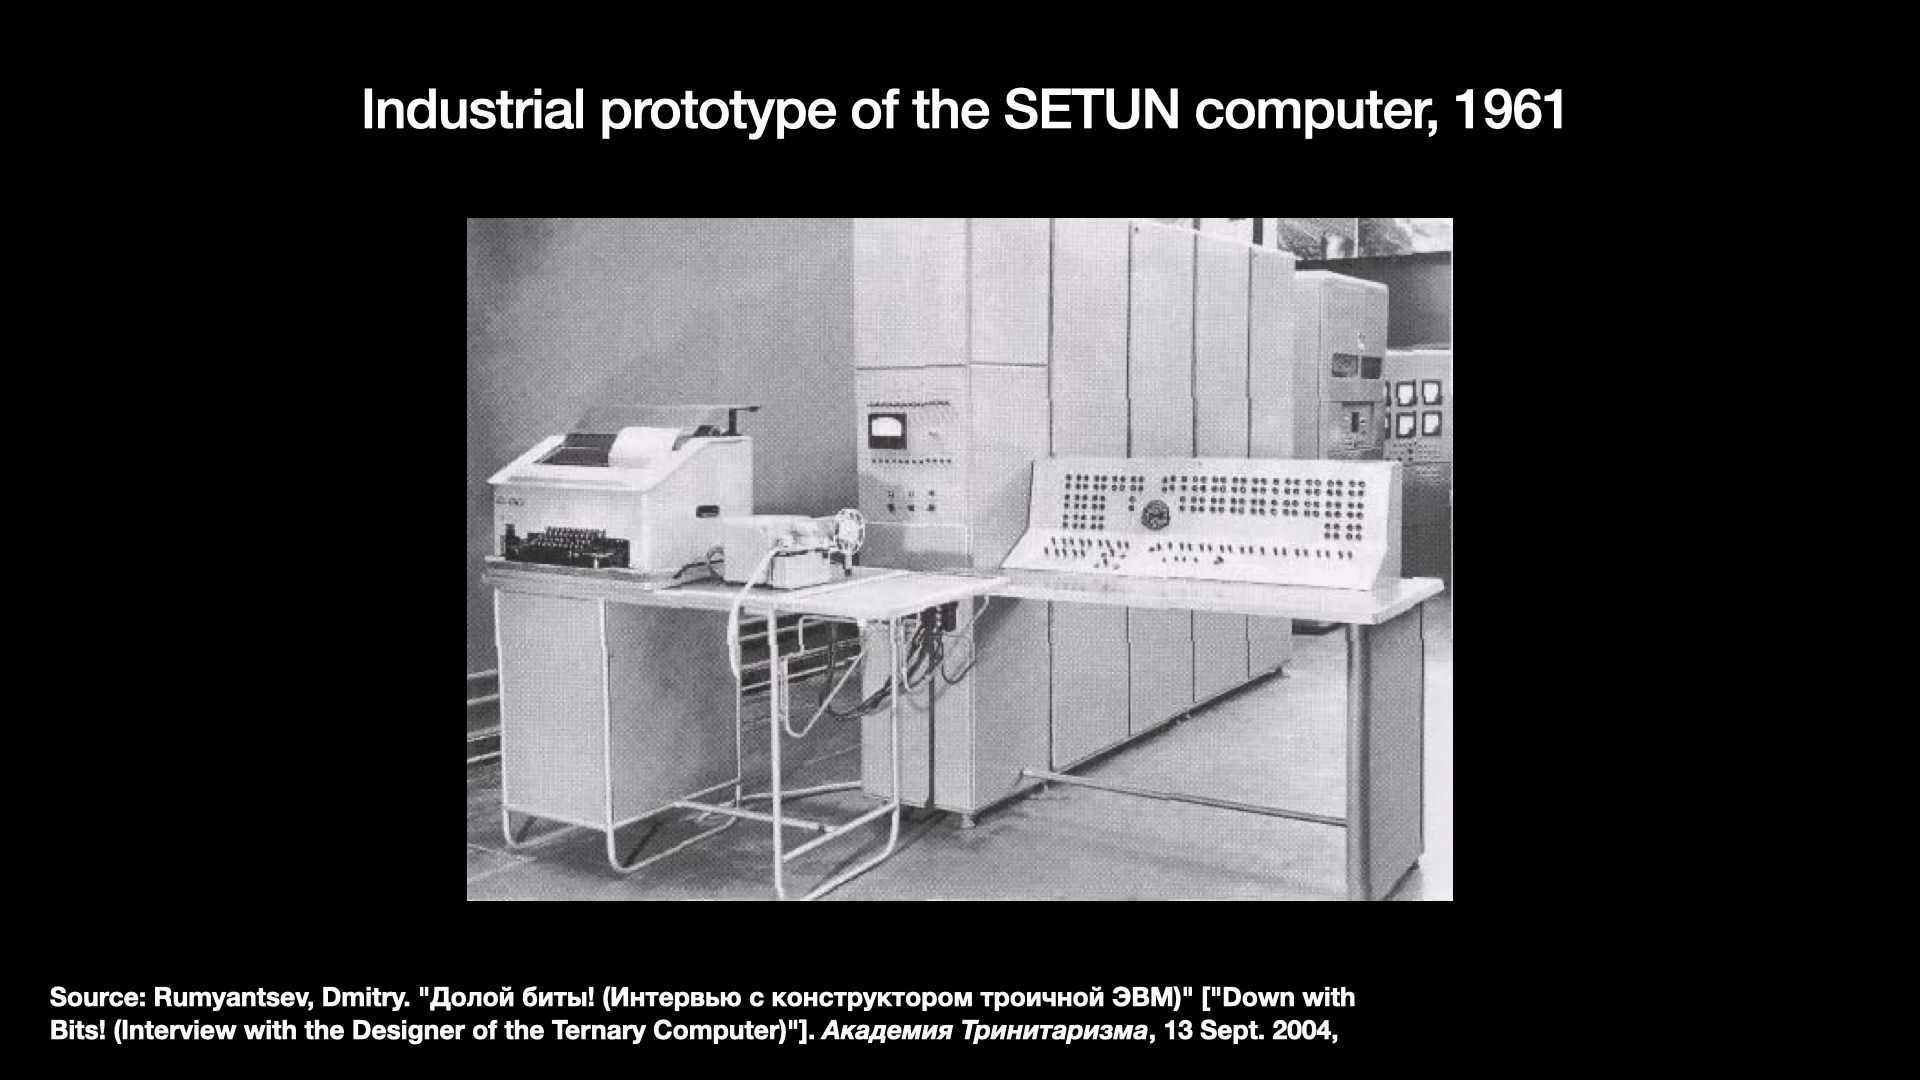 Industrial prototype of the SETUN computer, 1961
Source: Rumyantsev, Dmitry. "Долой биты! (Интервью с конструктором троичной ЭВМ)" ["Down with
Bits! (Interview with the Designer of the Ternary Computer)"]. Академия Тринитаризма, 13 Sept. 2004,